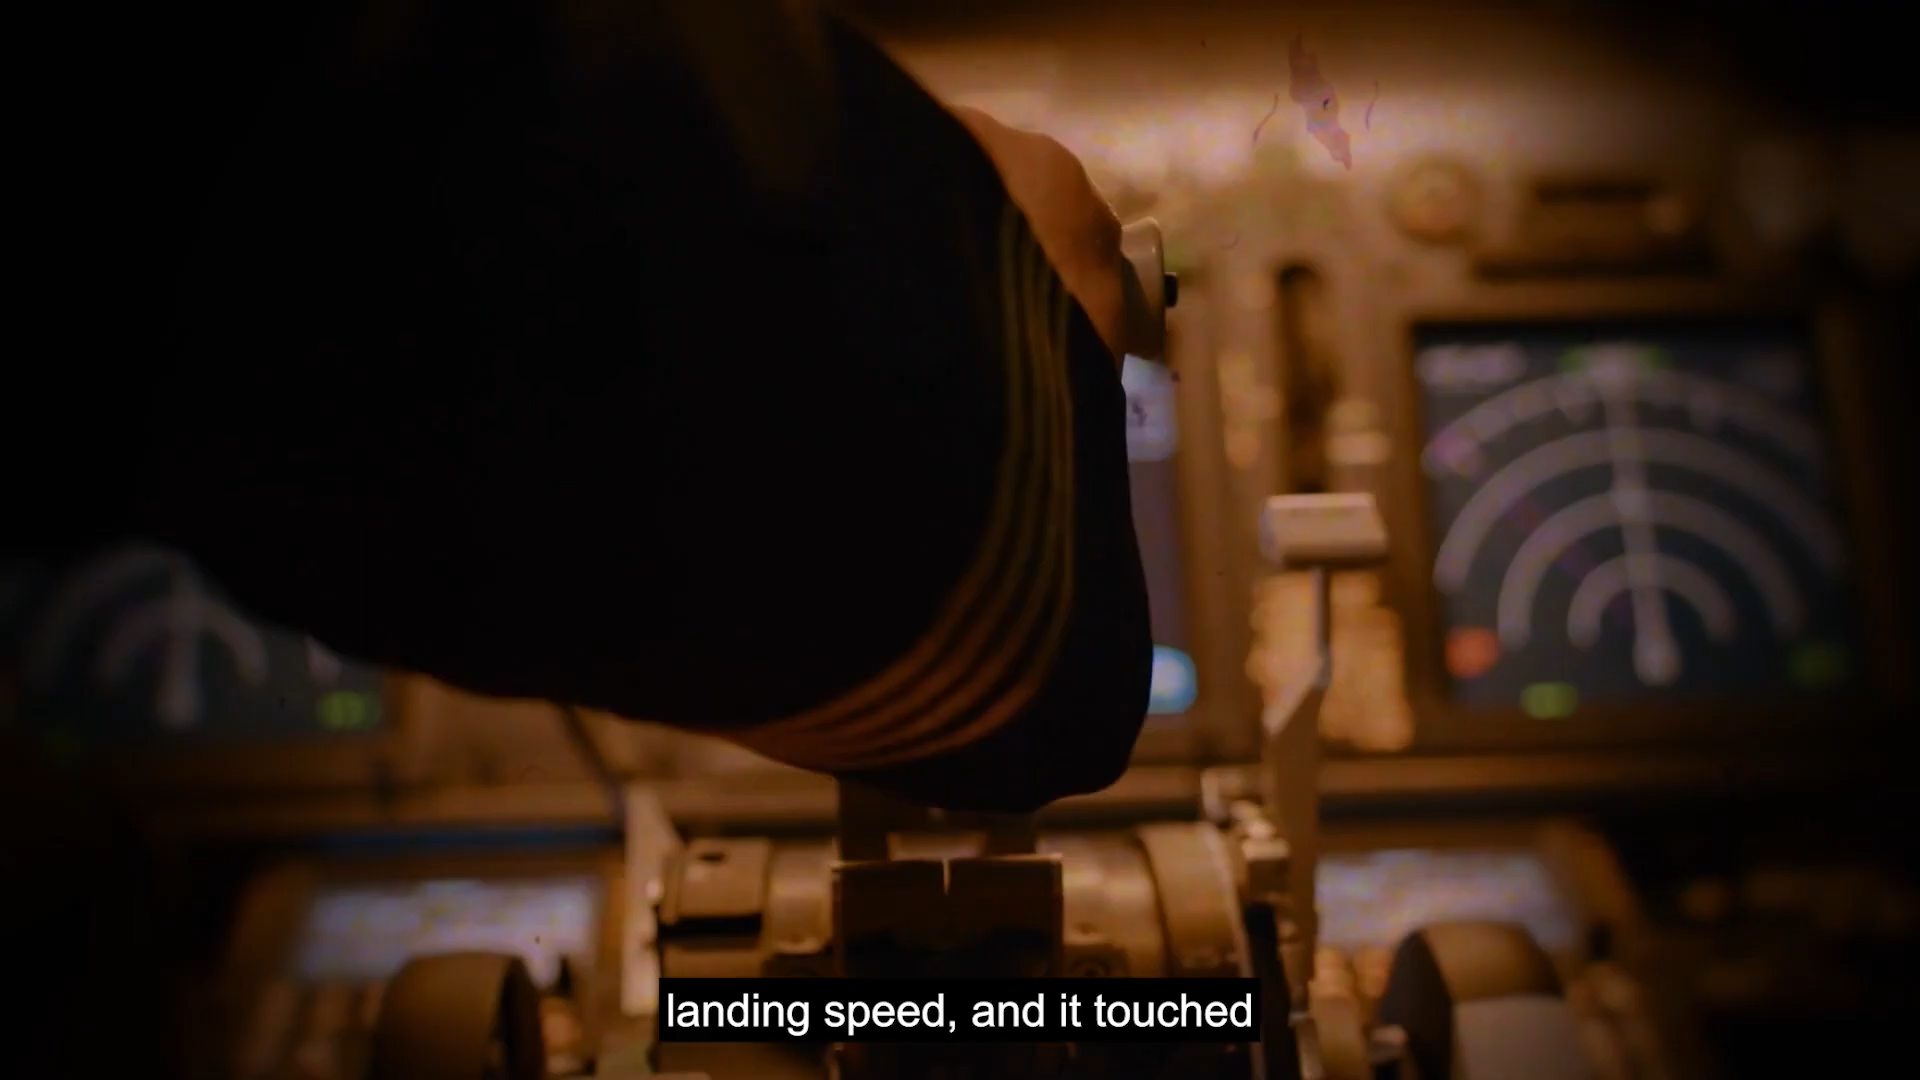 landing speed, and it touched